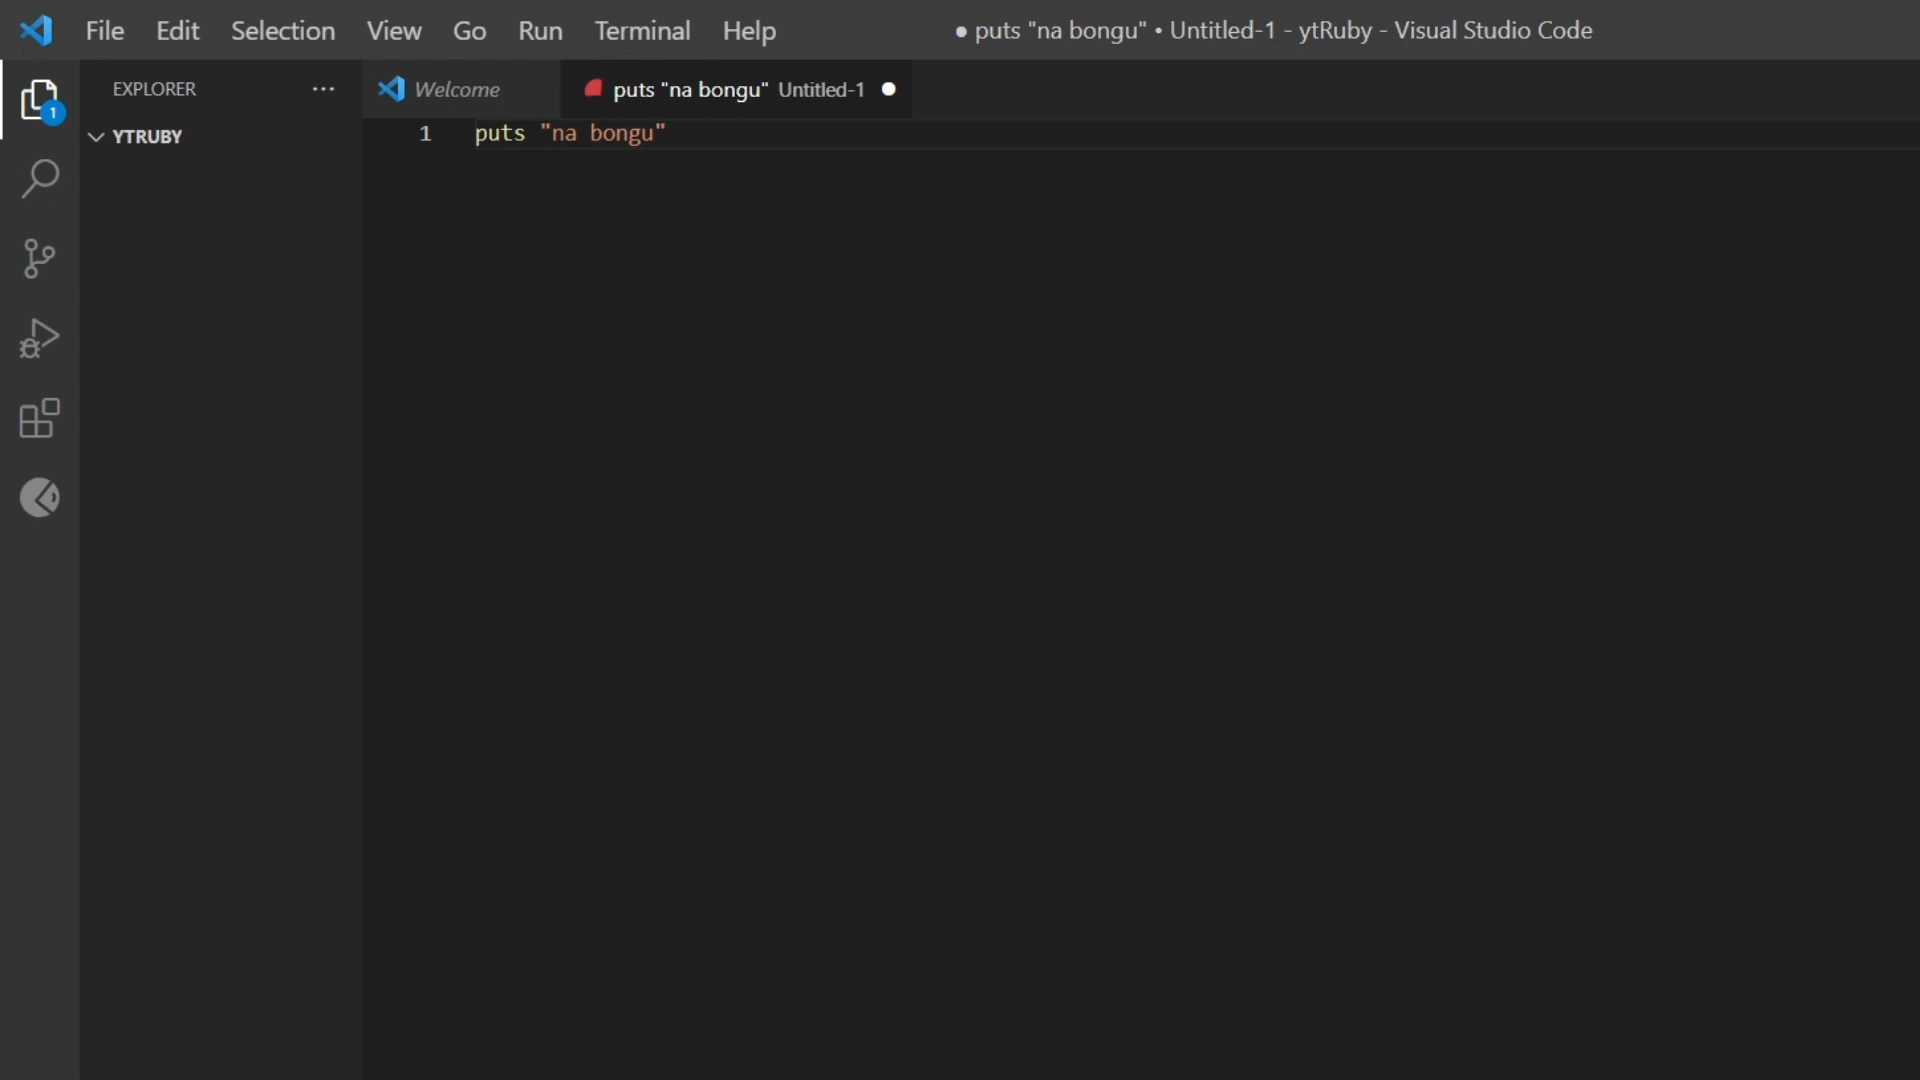 File Edit Selection View Go Run Terminal Help ● puts "na bongu" • Untitled-1 - ytRuby - Visual Studio Code
EXPLORER ··· Welcome puts "na bongu" Untitled-1 ●
1
YTRUBY
1 puts "na bongu"